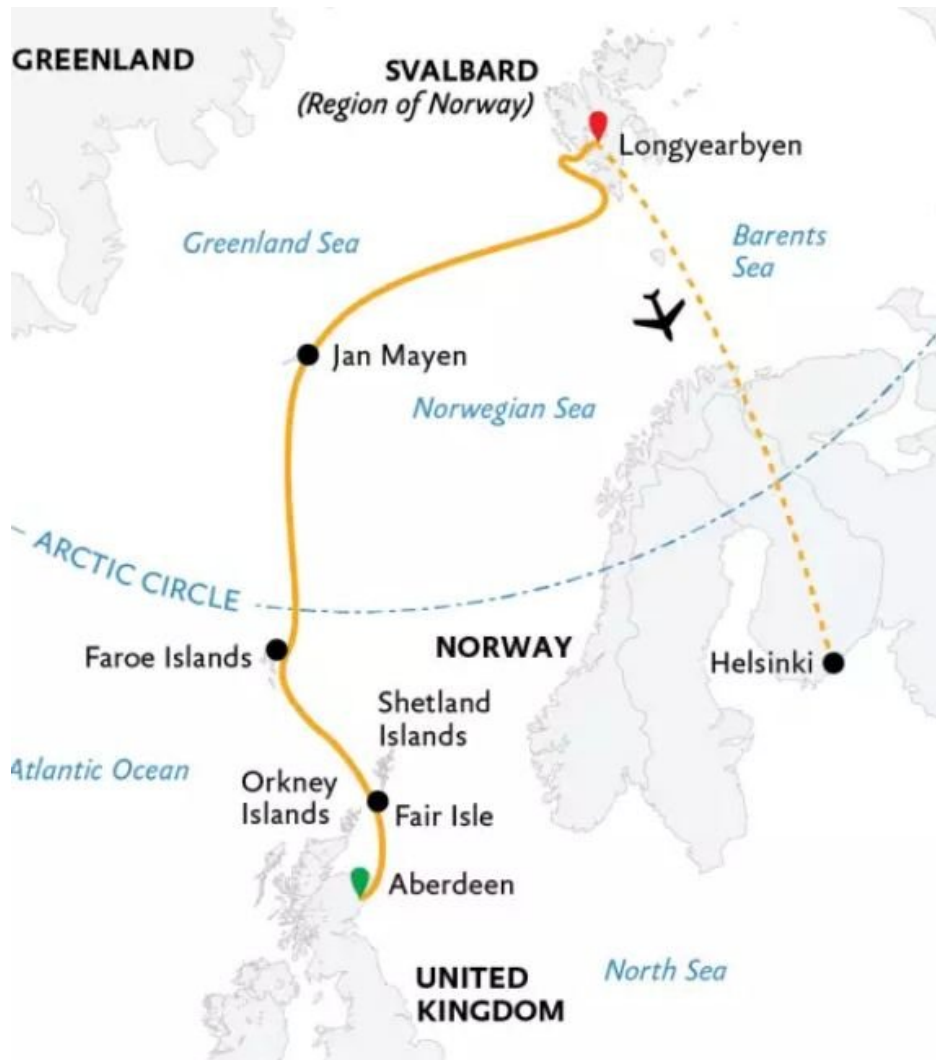 GREENLAND
SVALBARD
(Region of Norway)
Longyearbyen
Greenland Sea
Barents
Sea
Jan Mayen
Norwegian Sea
ARCTIC CIRCLE
Faroe Islands
NORWAY
Helsinki
Shetland
Islands
Atlantic Ocean
Orkney
Islands
Fair Isle
Aberdeen
UNITED
KINGDOM
North Sea